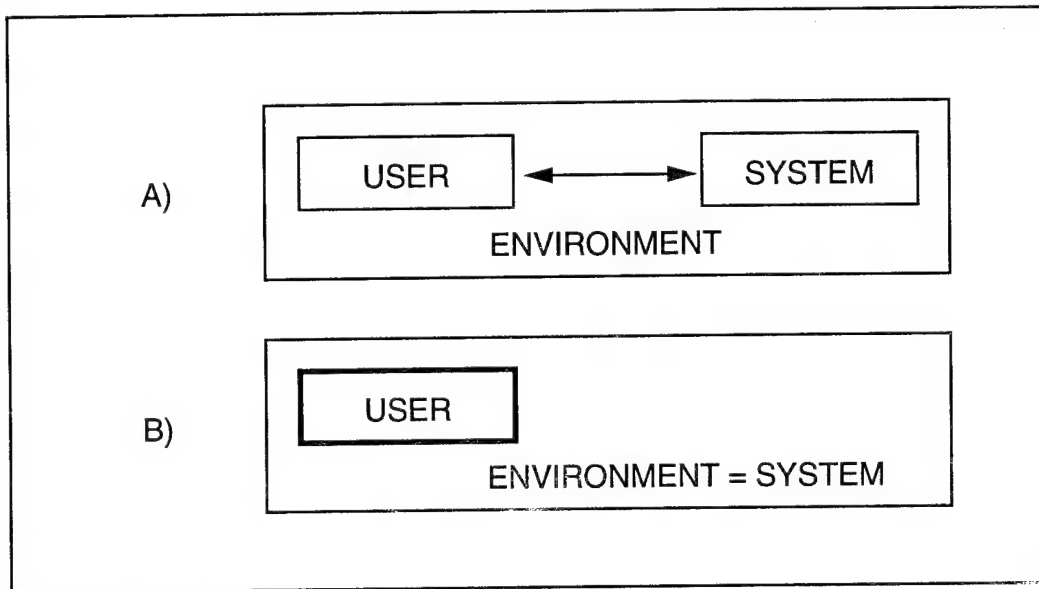 A)
USER
SYSTEM
ENVIRONMENT
B)
USER
ENVIRONMENT = SYSTEM